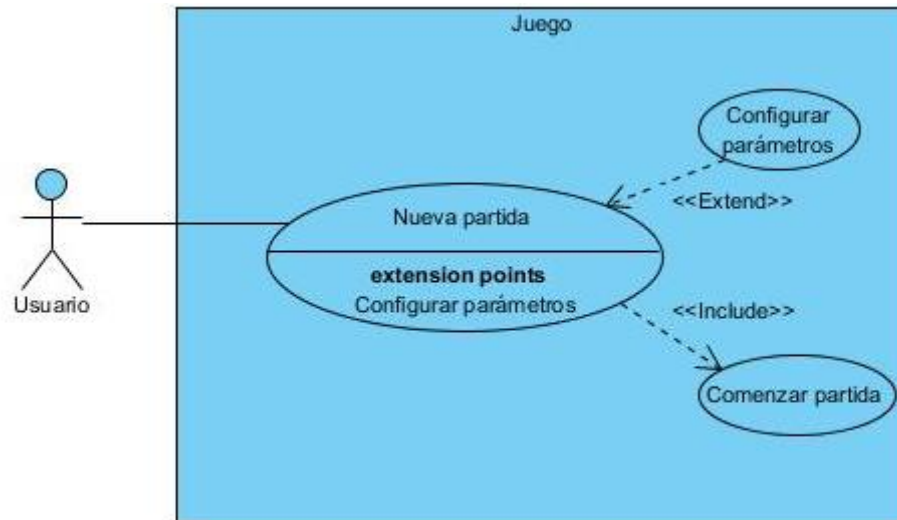 Juego
Configurar
parámetros
<<Extend>>
Nueva partida
extension points
Configurar parámetros
Usuario
<<Include>>
Comenzar partida